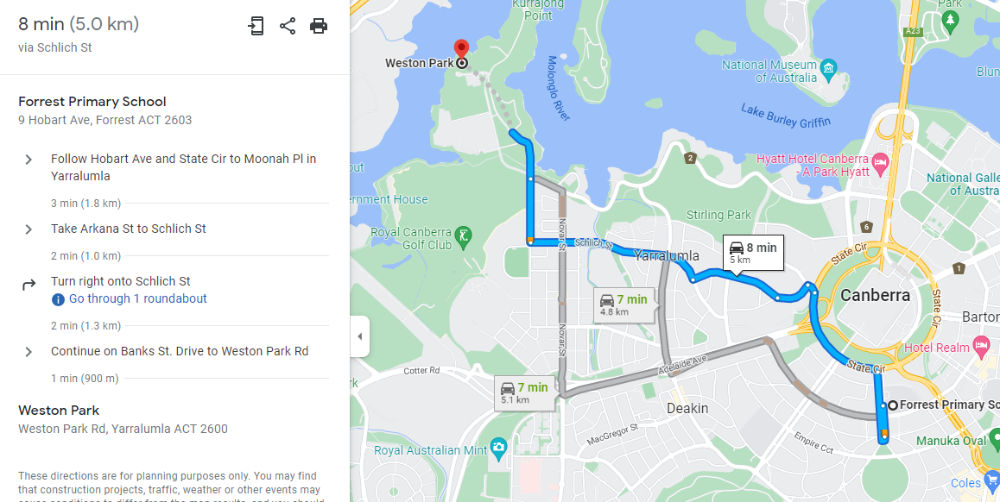 8 min (5.0 km)
via Schlich St
Forrest Primary School
9 Hobart Ave, Forrest ACT 2603
Follow Hobart Ave and State Cir to Moonah Pl in
Yarralumla
3 min (1.8 km)
Take Arkana St to Schlich St
2 min (1.0 km)
Turn right onto Schlich St
Go through 1 roundabout
2 min (1.3 km)
Continue on Banks St. Drive to Weston Park Rd
1 min (900 m)
Weston Park
Weston Park Rd, Yarralumla ACT 2600
These directions are for planning purposes only. You may find
that construction projects, traffic, weather or other events may
Kurrajong
Point
Park
A23
Weston Park
Molonglo River
National Museum
of Australia
Blun
Lake Burley Griffin
out
2
Hyatt Hotel Canberra
- A Park Hyatt
National Galle
of Austra
ernment House
Stirling Park
Royal Canberra
Golf Club
Novar St
6
Schlich St
Yarralumla
8 min
5 km
State Cir
1
Canberra
State Cir
7 min
4.8 km
Barton
Novar St
Hotel Realm
Adelaide Ave
State Cir
Cotter Rd
rk
7 min
5.1 km
Deakin
Forrest Primary Sc
MacGregor St
Empire Cct
Manuka Oval
Royal Australian Mint
Coles